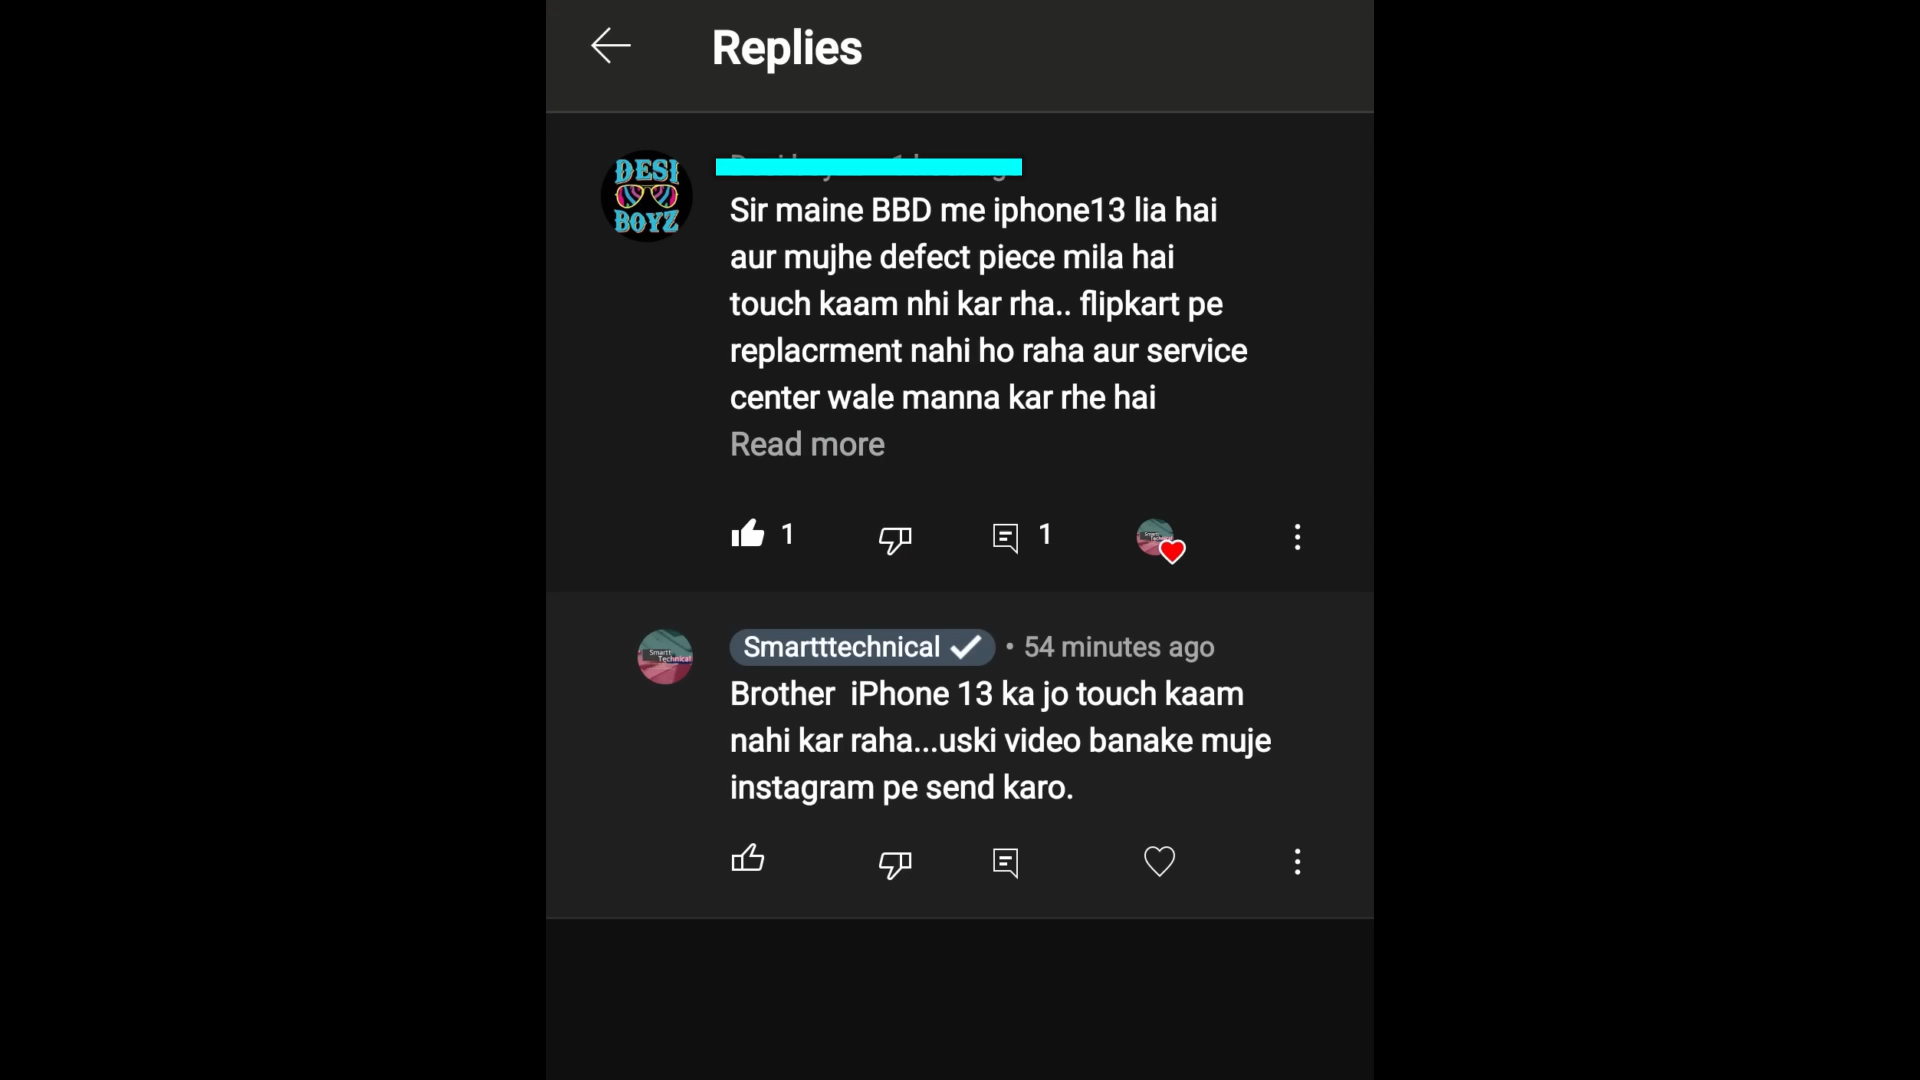 Replies
DESI
BOYZ
Sir maine BBD me iphone13 lia hai
aur mujhe defect piece mila hai
touch kaam nhi kar rha.. flipkart pe
replacrment nahi ho raha aur service
center wale manna kar rhe hai
Read more
1 1
Smartttechnical • 54 minutes ago
Smartt
Technical
Brother  iPhone 13 ka jo touch kaam
nahi kar raha...uski video banake muje
instagram pe send karo.